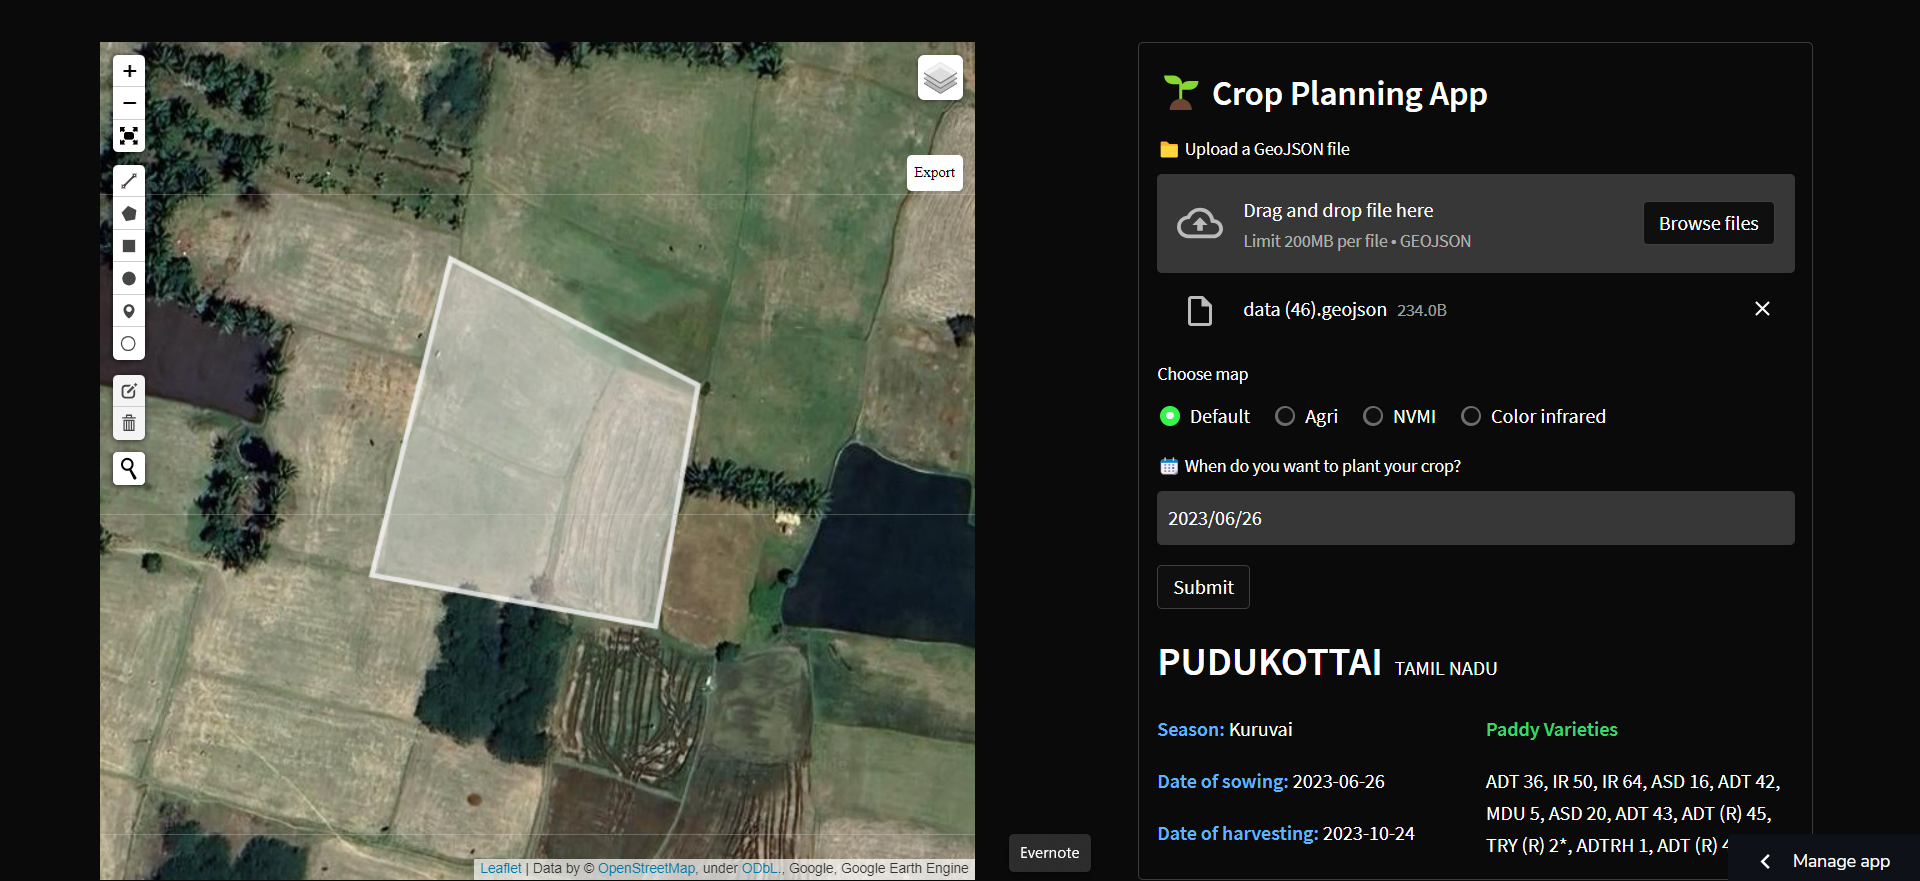 +
−
Export
Leaflet | Data by © OpenStreetMap, under ODbL., Google, Google Earth Engine
Evernote
Crop Planning App
Upload a GeoJSON file
Drag and drop file here
Limit 200MB per file • GEOJSON
Browse files
data (46).geojson 234.0B
Choose map
Default
Agri
NVMI
Color infrared
When do you want to plant your crop?
2023/06/26
Submit
PUDUKOTTAI TAMIL NADU
Season: Kuruvai
Date of sowing: 2023-06-26
Date of harvesting: 2023-10-24
Paddy Varieties
ADT 36, IR 50, IR 64, ASD 16, ADT 42,
MDU 5, ASD 20, ADT 43, ADT (R) 45,
TRY (R) 2*, ADTRH 1, ADT (R)
Manage app